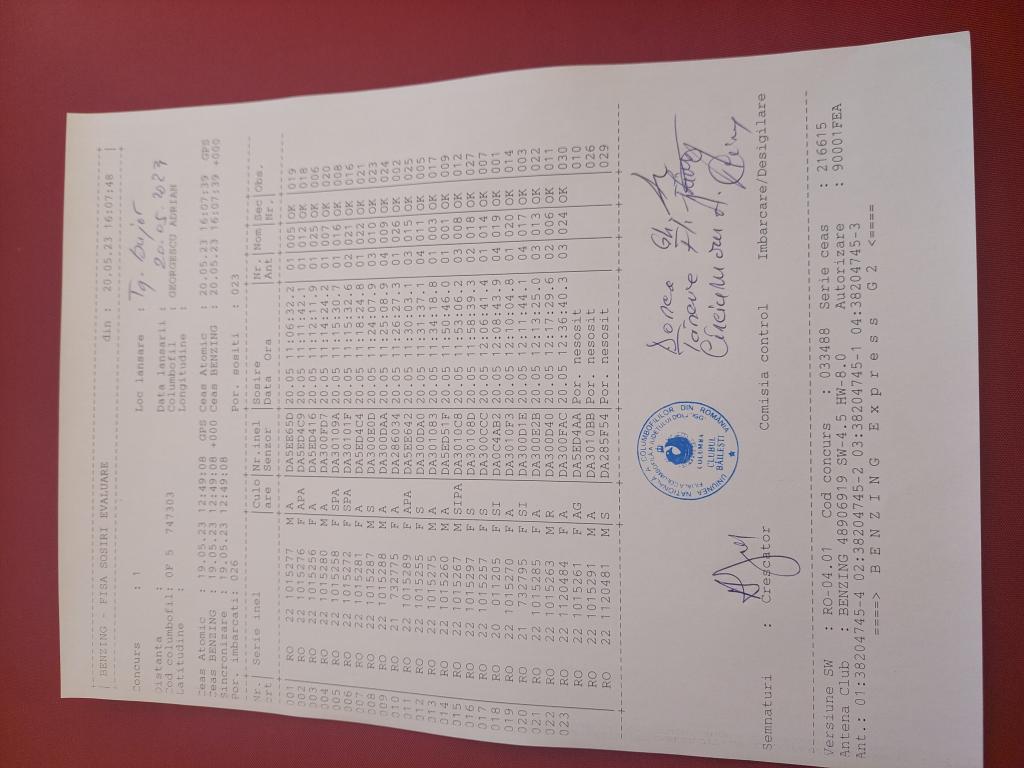 BENZING - FISA SOSIRI EVALUARE din : 20.05.23 16:07:48
Concurs : 1 Loc lansare : Tg. Bujor
Distanta : Data lansarii : 20.05.2023
Cod columbofil: OF 5 747303 Columbofil : GEORGESCU ADRIAN
Latitudine : Longitudine :
Ceas Atomic : 19.05.23 12:49:08 GPS Ceas Atomic : 20.05.23 16:07:39 GPS
Ceas BENZING : 19.05.23 12:49:08 +000 Ceas BENZING : 20.05.23 16:07:39 +000
Sincronizare : 19.05.23 12:49:08
Por. imbarcati: 026 Por. sositi : 023
Nr. | Serie inel |Culo|Nr.inel |Sosire |Nr.|Nom|Sec|Obs.
crt | |are |Senzor |Data Ora |Ant| |Nr.|
001 RO 22 1015277 M A DA5EE65D 20.05 11:06:32.2 01 005 OK 019
002 RO 22 1015276 F APA DA5ED4C9 20.05 11:11:42.1 01 012 OK 018
003 RO 22 1015256 F A DA5ED416 20.05 11:12:11.9 01 025 OK 006
004 RO 22 1015280 M A DA300FD7 20.05 11:14:24.2 01 007 OK 020
005 RO 22 1015258 F SPA DA30109A 20.05 11:15:32.6 01 016 OK 008
006 RO 22 1015272 F SPA DA30101F 20.05 02 021 OK 016
007 RO 22 1015281 F A DA5ED4C4 20.05 11:18:24.8 01 022 OK 021
008 RO 22 1015287 M S DA300E0D 20.05 11:24:07.9 03 010 OK 023
009 RO 22 1015288 M A DA300DAA 20.05 11:25:08.9 04 009 OK 024
010 RO 21 732785 F A DA286034 20.05 11:26:27.3 01 026 OK 002
011 RO 22 1015289 F APA DA5EE642 20.05 11:30:03.1 03 015 OK 025
012 RO 22 1015255 F A DA300DA0 20.05 04 011 OK 005
013 RO 22 1015275 M A DA301083 20.05 11:34:18.8 01 003 OK 017
014 RO 22 1015260 M A DA5ED51F 20.05 11:50:46.0 04 001 OK 009
015 RO 22 1015267 M SIPA DA3010C8 20.05 11:53:06.2 03 008 OK 012
016 RO 22 1015297 F S DA30108D 20.05 11:58:39.3 02 018 OK 027
017 RO 22 1015257 F S DA300CCC 20.05 12:06:41.4 03 014 OK 007
018 RO 20 011205 F SI DA0C4AB2 20.05 12:08:43.9 04 019 OK 001
019 RO 22 1015270 F A DA3010F3 20.05 12:10:04.8 01 020 OK 014
020 RO 21 732795 F SI DA300D1E 20.05 12:11:44.1 03 017 OK 003
021 RO 22 1015285 F A DA300E2B 20.05 12:13:25.0 03 013 OK 022
022 RO 22 1015263 M R DA300D40 20.05 12:17:29.6 02 006 OK 011
023 RO 22 1120484 F A DA300FAC 20.05 12:36:40.3 03 024 OK 030
RO 22 1015261 F AG DA5ED4AA Por. nesosit 010
RO 22 1015291 M A DA3010BB Por. nesosit 026
RO 22 1120481 M S DA285F54 Por. nesosit 029
UNIUNEA NATIONALA A COLUMBOFILILOR DIN ROMÂNIA
COLUMBA
CLUBUL
BĂILEŞTI
Semnaturi : Crescator Comisia control Imbarcare/Desigilare
Versiune SW : RO-04.01 Cod concurs : 033488 Serie ceas : 216615
Antena Club : BENZING 48906919 SW-4.5 HW-8.0 Autorizare : 90001FEA
Ant.: 01:38204745-4 02:38204745-2 03:38204745-1 04:38204745-3
====> B E N Z I N G E x p r e s s G 2 <====